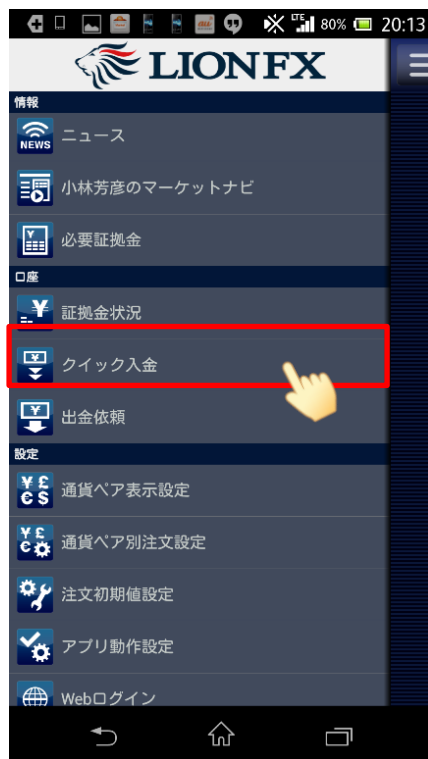 LTE 80% 20:13
LION FX
情報
NEWS ニュース
小林芳彦のマーケットナビ
必要証拠金
口座
証拠金状況
クイック入金
出金依頼
設定
通貨ペア表示設定
通貨ペア別注文設定
注文初期値設定
アプリ動作設定
Webログイン